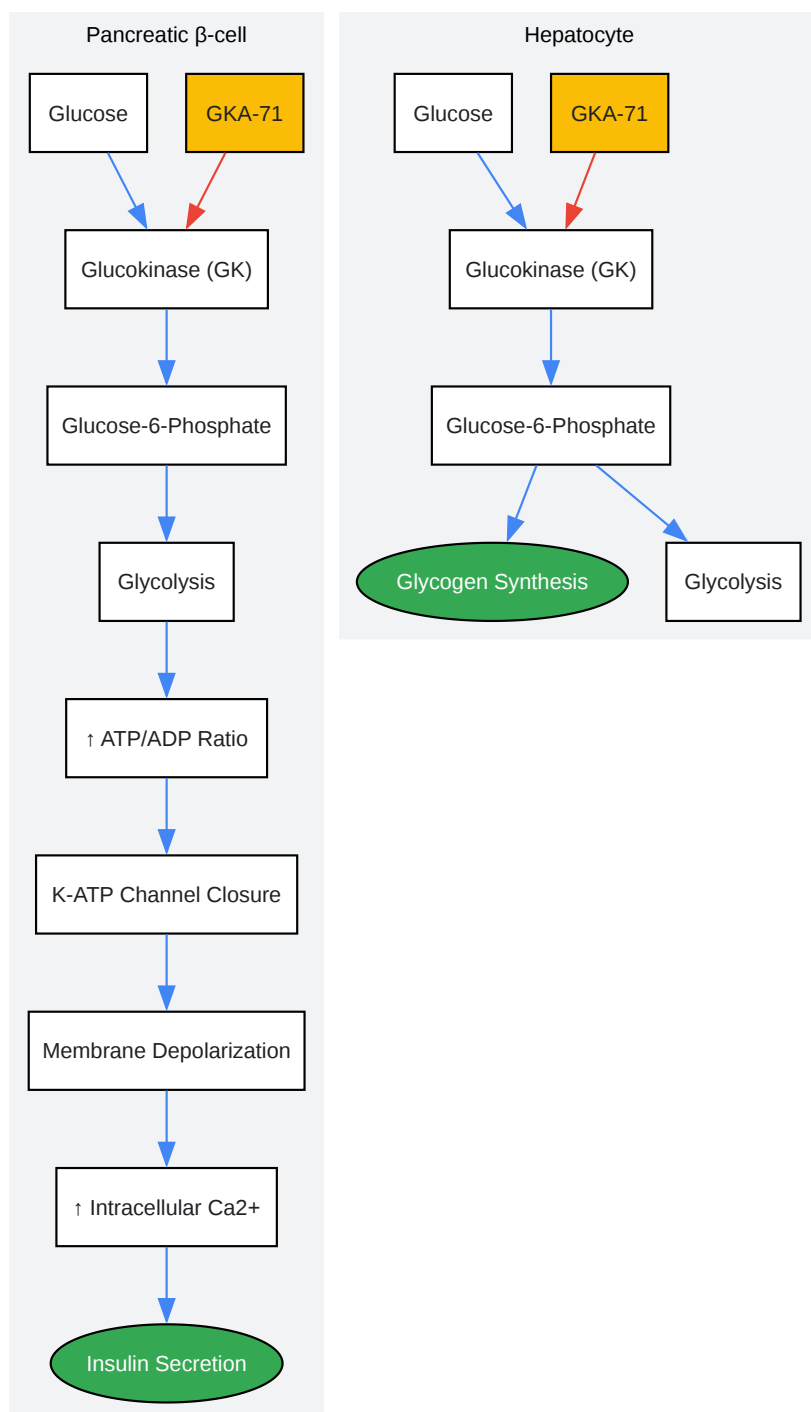 Pancreatic β-cell
Glucose
GKA-71
Glucokinase (GK)
Glucose-6-Phosphate
Glycolysis
↑ ATP/ADP Ratio
K-ATP Channel Closure
Membrane Depolarization
↑ Intracellular Ca2+
Insulin Secretion
Hepatocyte
Glucose
GKA-71
Glucokinase (GK)
Glucose-6-Phosphate
Glycogen Synthesis
Glycolysis